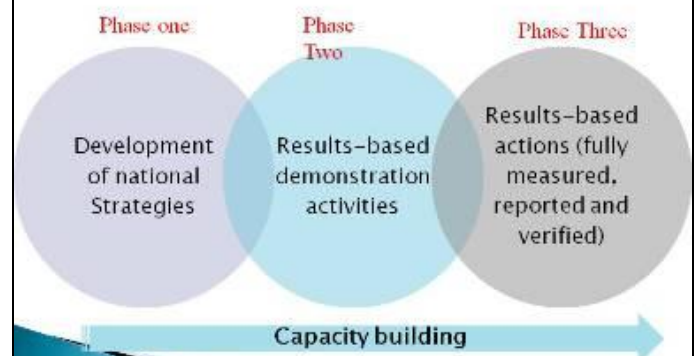 Phase one
Phase
Two
Phase Three
Development
of national
Strategies
Results-based
demonstration
activities
Results-based
actions (fully
measured,
reported and
verified)
Capacity building